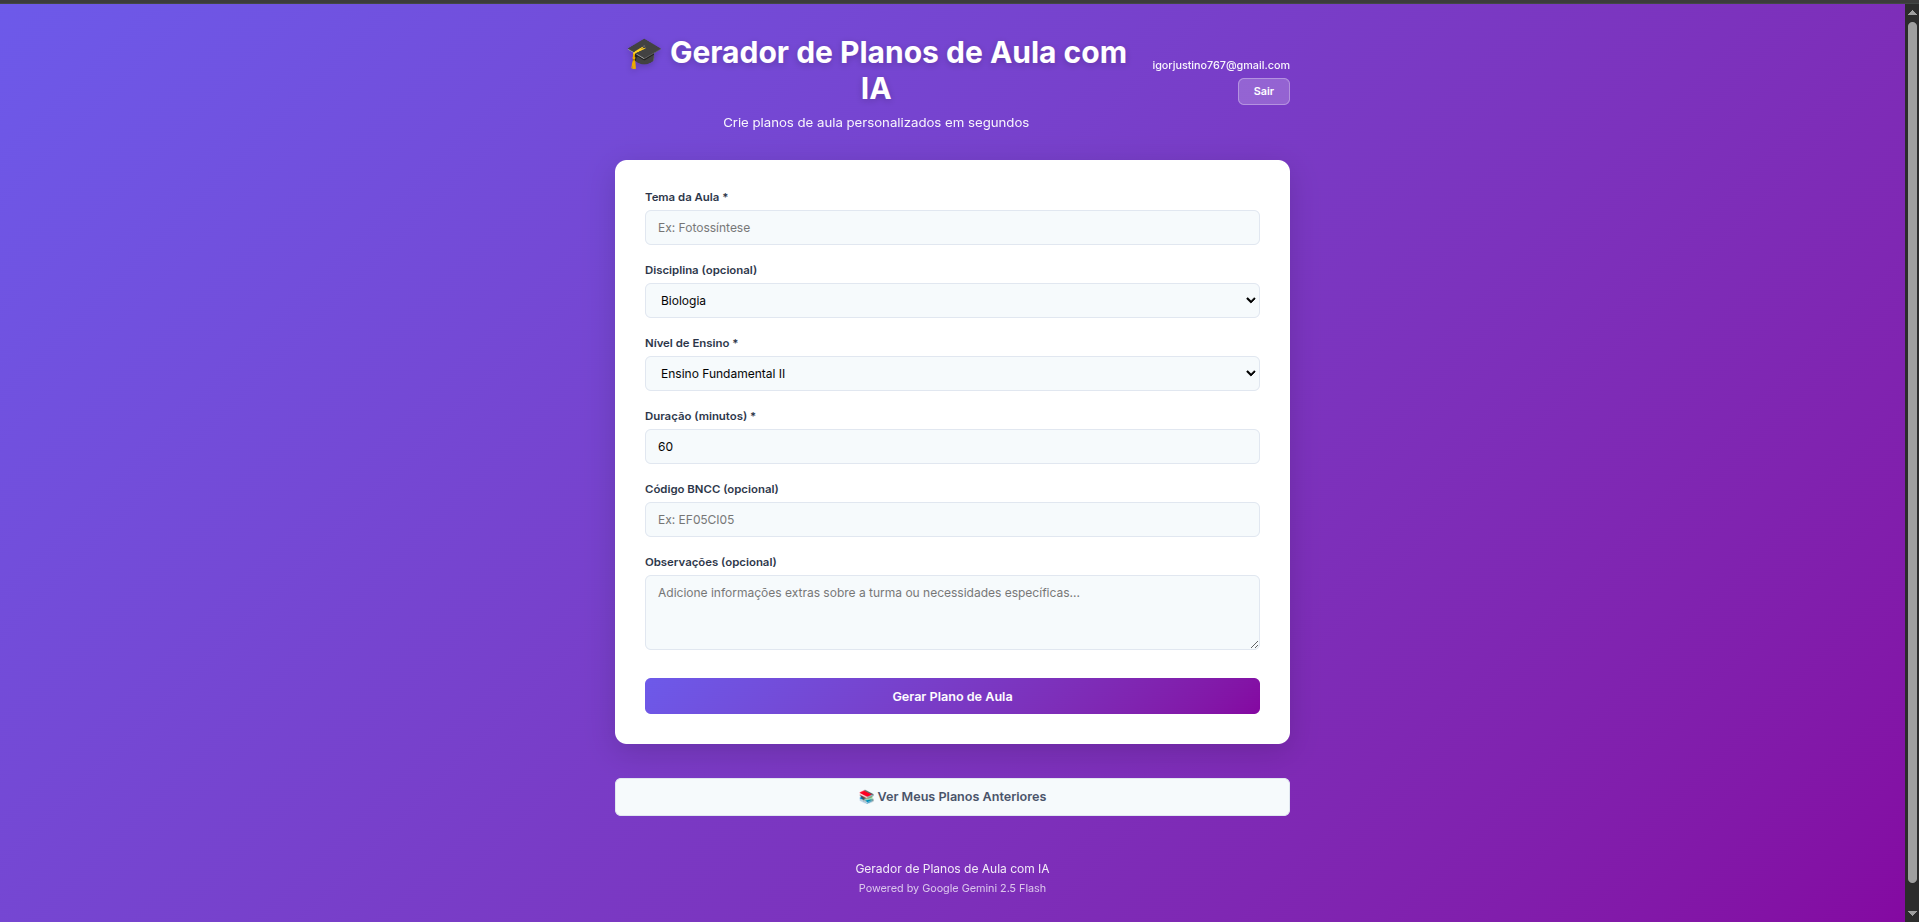 🎓 Gerador de Planos de Aula com
IA
Crie planos de aula personalizados em segundos
igorjustino767@gmail.com
Sair
Tema da Aula *
Ex: Fotossíntese
Disciplina (opcional)
Biologia
Nível de Ensino *
Ensino Fundamental II
Duração (minutos) *
60
Código BNCC (opcional)
Ex: EF05CI05
Observações (opcional)
Adicione informações extras sobre a turma ou necessidades específicas...
Gerar Plano de Aula
📚 Ver Meus Planos Anteriores
Gerador de Planos de Aula com IA
Powered by Google Gemini 2.5 Flash